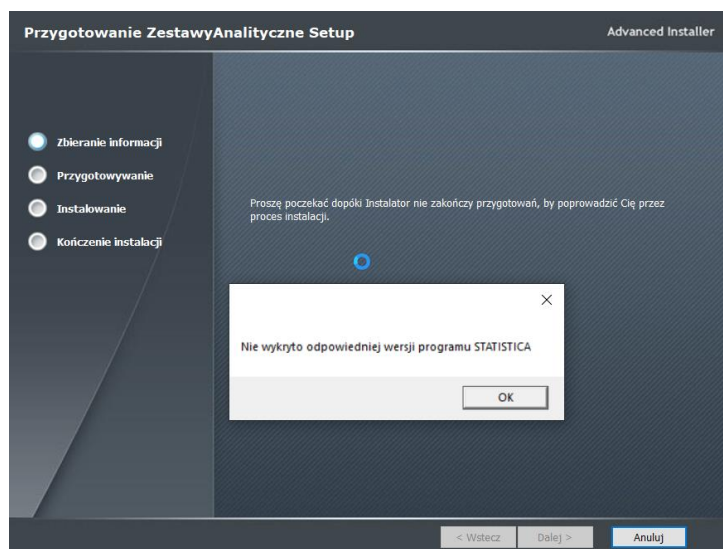 Przygotowanie ZestawyAnalityczne Setup
Advanced Installer
Zbieranie informacji
Przygotowywanie
Instalowanie
Kończenie instalacji
Proszę poczekać dopóki Instalator nie zakończy przygotowań, by poprowadzić Cię przez
proces instalacji.
Nie wykryto odpowiedniej wersji programu STATISTICA
OK
< Wstecz
Dalej >
Anuluj